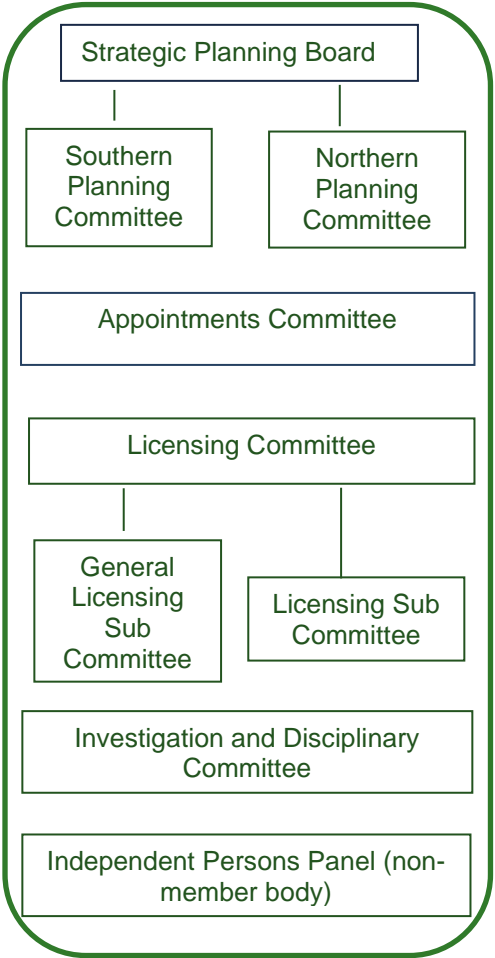 Strategic Planning Board
Southern
Planning
Committee
Northern
Planning
Committee
Appointments Committee
Licensing Committee
General
Licensing
Sub
Committee
Licensing Sub
Committee
Investigation and Disciplinary
Committee
Independent Persons Panel (non-
member body)